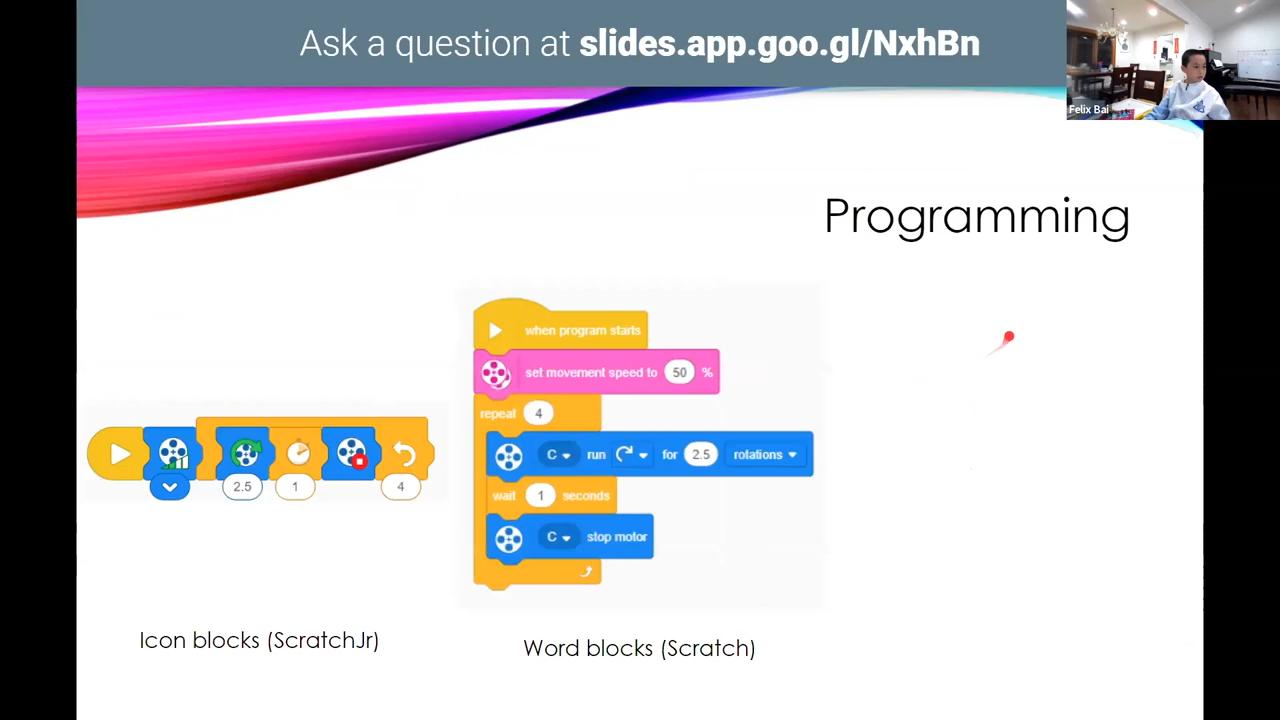 Ask a question at slides.app.goo.gl/NxhBn
Felix Bai
Programming
when program starts
set movement speed to 50 %
repeat 4
C run for 2.5 rotations
wait 1 seconds
C stop motor
2.5 1 4
Icon blocks (ScratchJr)
Word blocks (Scratch)